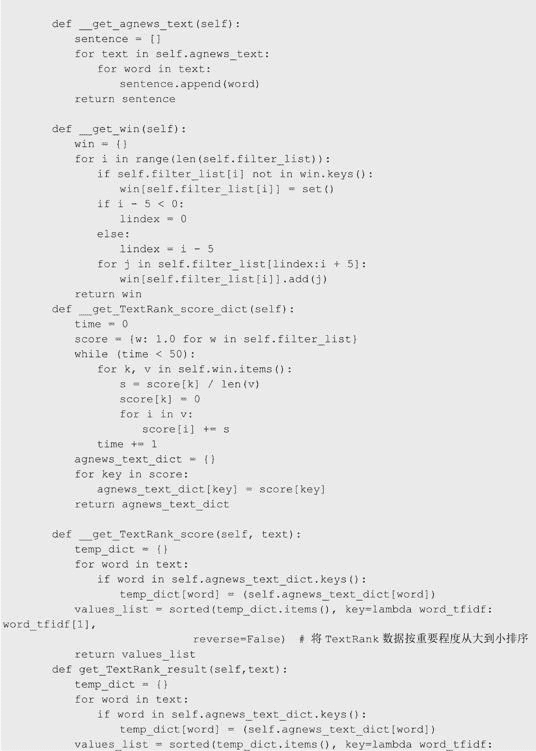 def __get_agnews_text(self):
    sentence = []
    for text in self.agnews_text:
        for word in text:
            sentence.append(word)
    return sentence

def __get_win(self):
    win = {}
    for i in range(len(self.filter_list)):
        if self.filter_list[i] not in win.keys():
            win[self.filter_list[i]] = set()
        if i - 5 < 0:
            lindex = 0
        else:
            lindex = i - 5
        for j in self.filter_list[lindex:i + 5]:
            win[self.filter_list[i]].add(j)
    return win
def __get_TextRank_score_dict(self):
    time = 0
    score = {w: 1.0 for w in self.filter_list}
    while (time < 50):
        for k, v in self.win.items():
            s = score[k] / len(v)
            score[k] = 0
            for i in v:
                score[i] += s
        time += 1
    agnews_text_dict = {}
    for key in score:
        agnews_text_dict[key] = score[key]
    return agnews_text_dict

def __get_TextRank_score(self, text):
    temp_dict = {}
    for word in text:
        if word in self.agnews_text_dict.keys():
            temp_dict[word] = (self.agnews_text_dict[word])
    values_list = sorted(temp_dict.items(), key=lambda word_tfidf:
word_tfidf[1],
                        reverse=False)  # 将 TextRank 数据按重要程度从大到小排序
    return values_list
def get_TextRank_result(self,text):
    temp_dict = {}
    for word in text:
        if word in self.agnews_text_dict.keys():
            temp_dict[word] = (self.agnews_text_dict[word])
    values_list = sorted(temp_dict.items(), key=lambda word_tfidf: